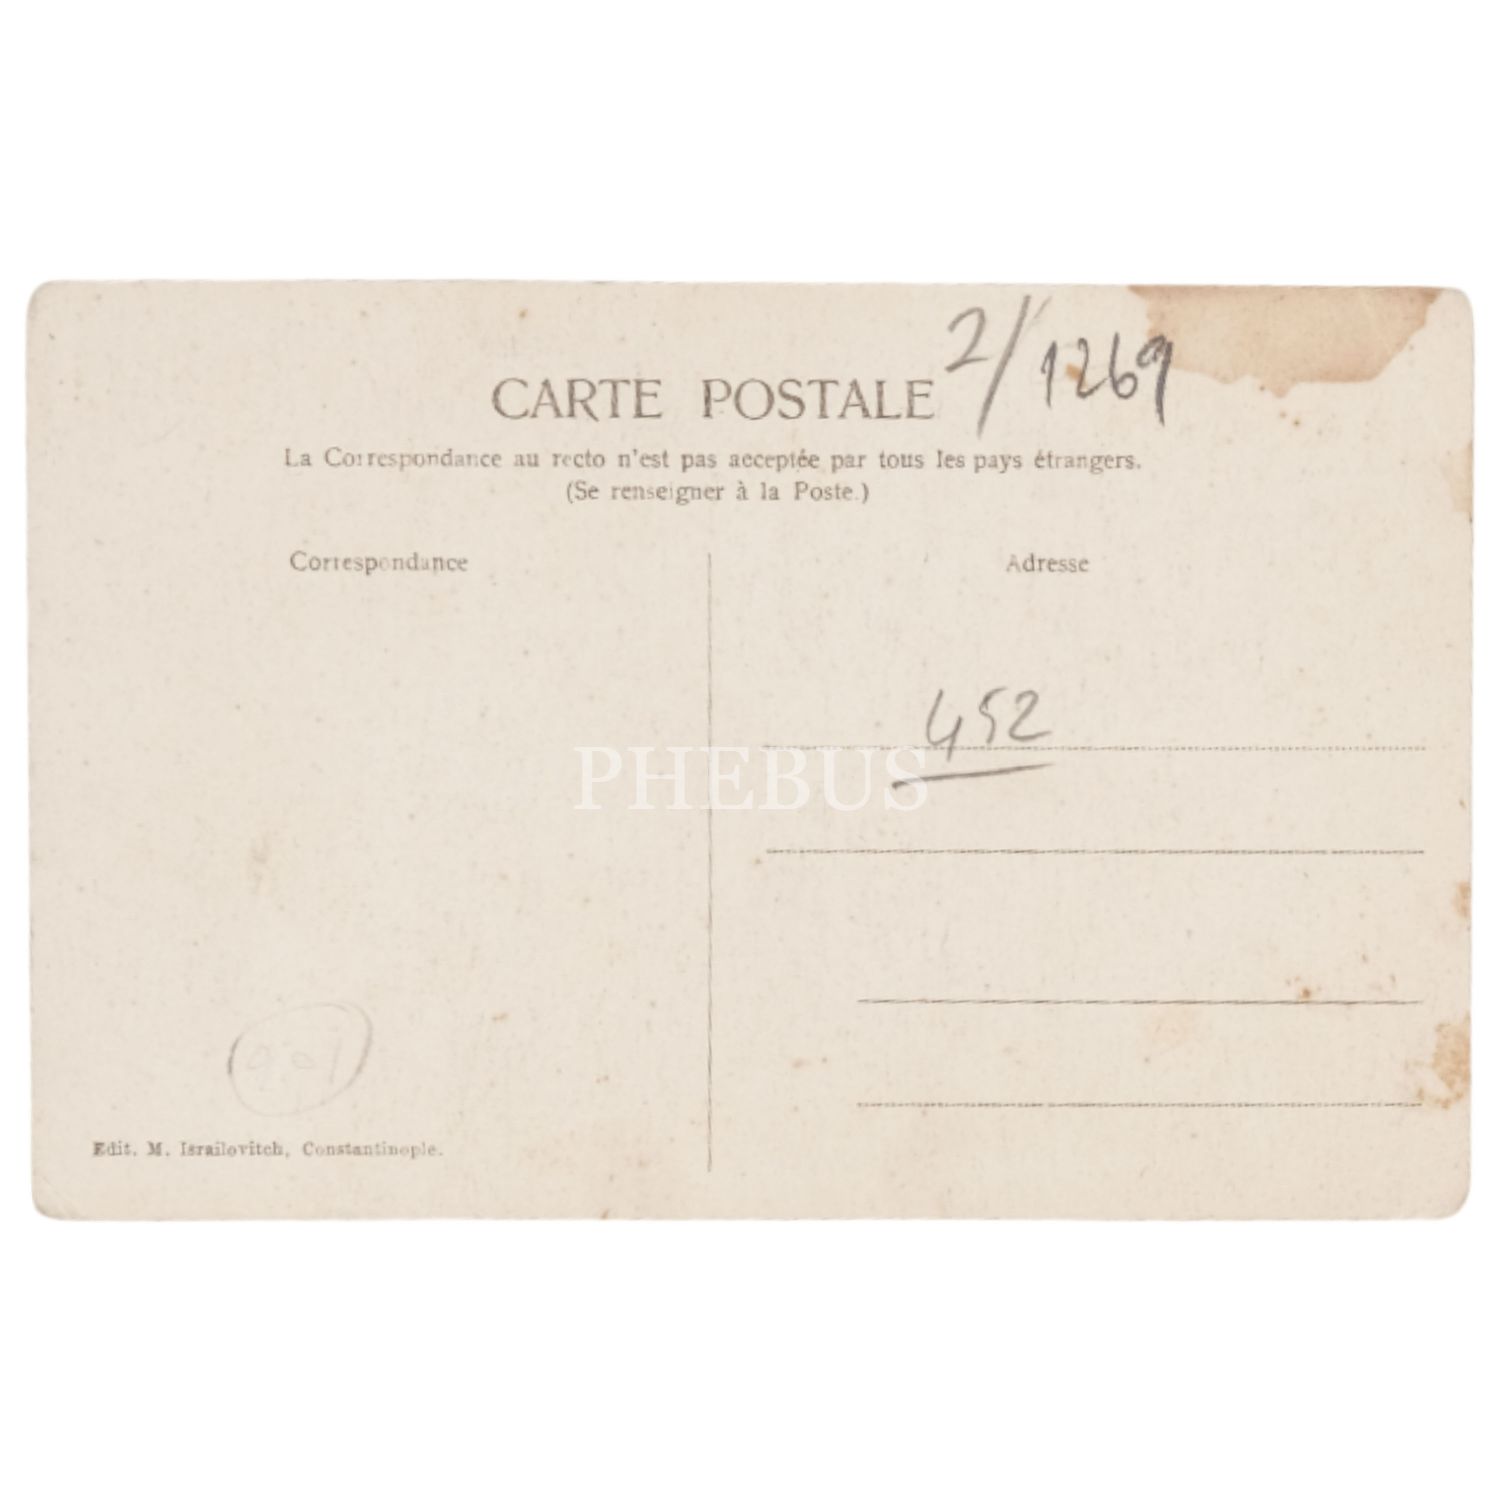 2/1269
CARTE POSTALE
La Correspondance au recto n'est pas acceptée par tous les pays étrangers.
(Se renseigner à la Poste.)
Correspondance
Adresse
452
PHEBUS
Edit. M. Israilovitch, Constantinople.